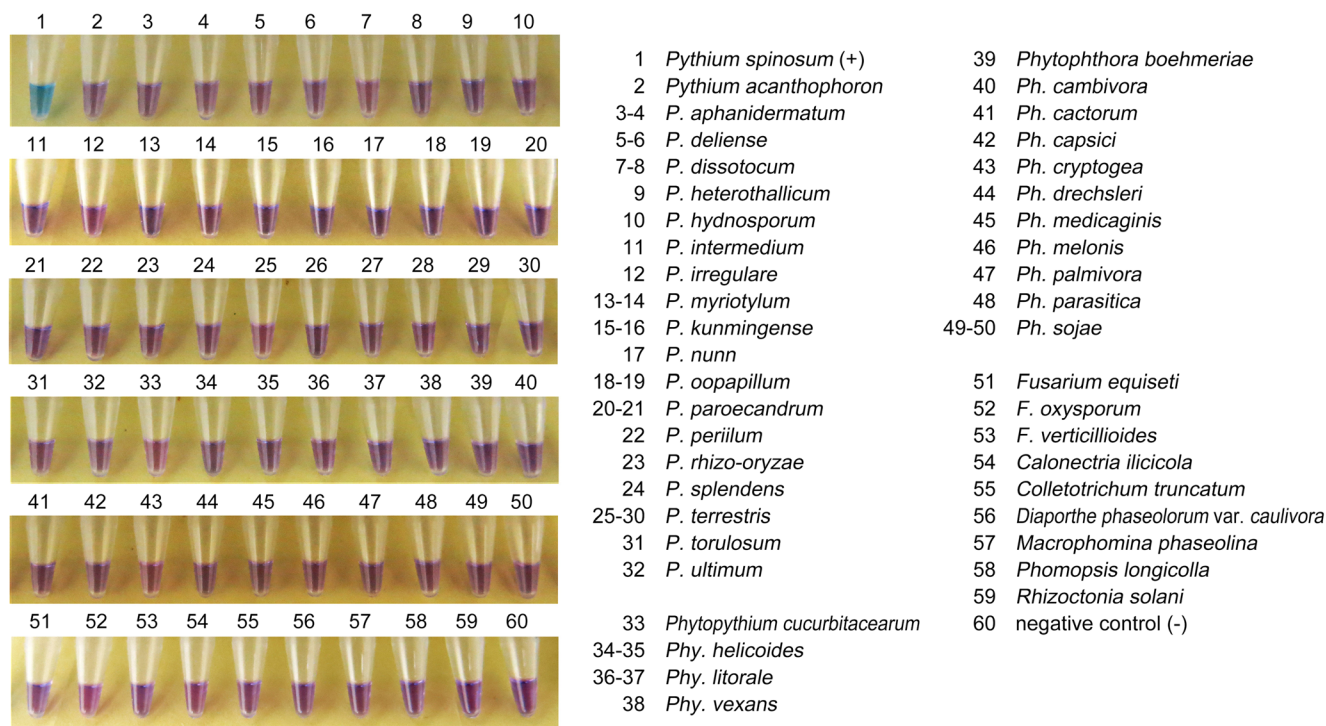 1 2 3 4 5 6 7 8 9 10
11 12 13 14 15 16 17 18 19 20
21 22 23 24 25 26 27 28 29 30
31 32 33 34 35 36 37 38 39 40
41 42 43 44 45 46 47 48 49 50
51 52 53 54 55 56 57 58 59 60
1 Pythium spinosum (+)
2 Pythium acanthophoron
3-4 P. aphanidermatum
5-6 P. deliense
7-8 P. dissotocum
9 P. heterothallicum
10 P. hydnosporum
11 P. intermedium
12 P. irregulare
13-14 P. myriotylum
15-16 P. kunmingense
17 P. nunn
18-19 P. oopapillum
20-21 P. paroecandrum
22 P. periilum
23 P. rhizo-oryzae
24 P. splendens
25-30 P. terrestris
31 P. torulosum
32 P. ultimum
33 Phytopythium cucurbitacearum
34-35 Phy. helicoides
36-37 Phy. litorale
38 Phy. vexans
39 Phytophthora boehmeriae
40 Ph. cambivora
41 Ph. cactorum
42 Ph. capsici
43 Ph. cryptogea
44 Ph. drechsleri
45 Ph. medicaginis
46 Ph. melonis
47 Ph. palmivora
48 Ph. parasitica
49-50 Ph. sojae
51 Fusarium equiseti
52 F. oxysporum
53 F. verticillioides
54 Calonectria ilicicola
55 Colletotrichum truncatum
56 Diaporthe phaseolorum var. caulivora
57 Macrophomina phaseolina
58 Phomopsis longicolla
59 Rhizoctonia solani
60 negative control (-)